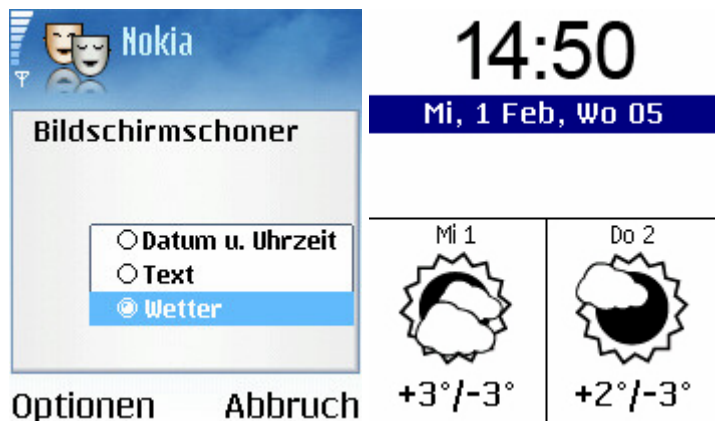 Nokia
Bildschirmschoner
Datum u. Uhrzeit
Text
Wetter
Optionen Abbruch
14:50
Mi, 1 Feb, Wo 05
Mi 1 Do 2
+3°/-3° +2°/-3°